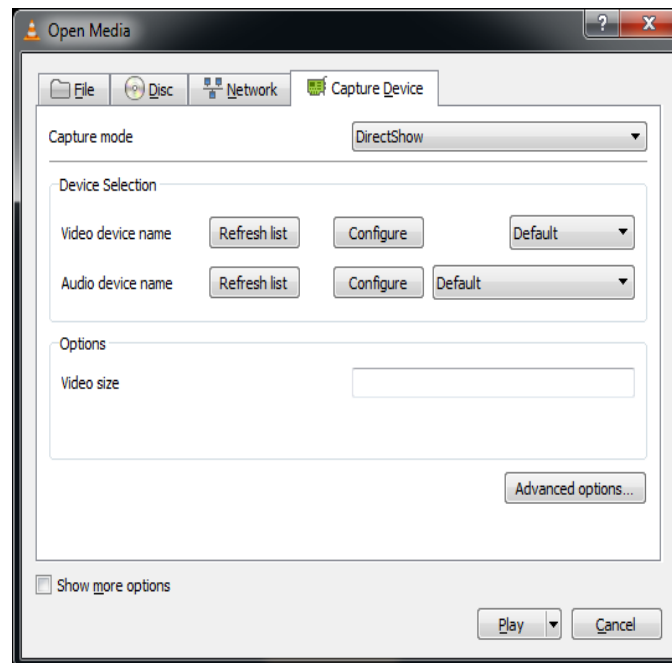 Open Media
File Disc Network Capture Device
Capture mode DirectShow
Device Selection
Video device name Refresh list Configure Default
Audio device name Refresh list Configure Default
Options
Video size
Advanced options...
Show more options
Play Cancel